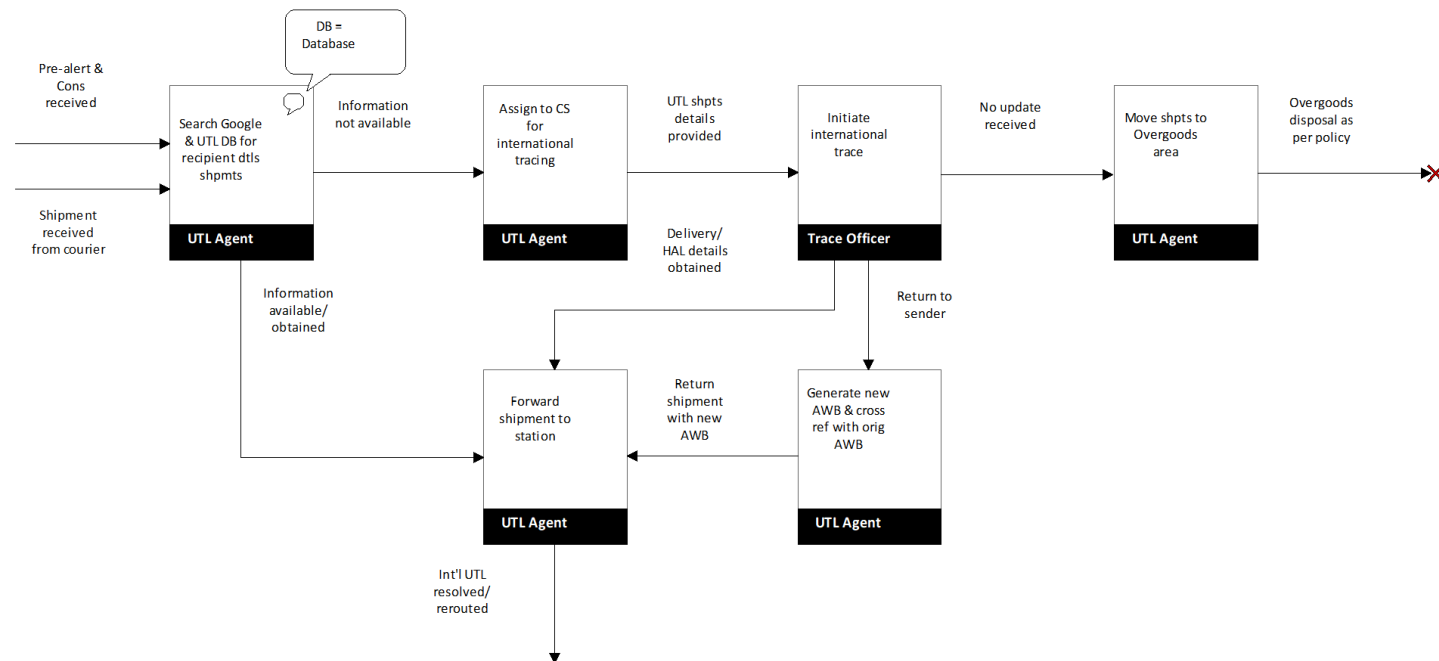 DB =
Database
Pre-alert &
Cons
received
Search Google
& UTL DB for
recipient dtls
shpmts
UTL Agent
Shipment
received
from courier
Information
not available
Assign to CS
for
international
tracing
UTL Agent
UTL shpts
details
provided
Initiate
international
trace
Trace Officer
No update
received
Move shpts to
Overgoods
area
UTL Agent
Overgoods
disposal as
per policy
Information
available/
obtained
Delivery/
HAL details
obtained
Return to
sender
Forward
shipment to
station
UTL Agent
Return
shipment
with new
AWB
Generate new
AWB & cross
ref with orig
AWB
UTL Agent
Int'l UTL
resolved/
rerouted